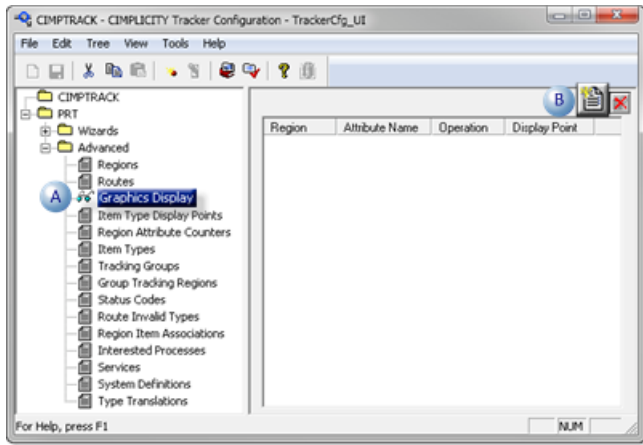 CIMPTRACK - CIMPLICITY Tracker Configuration - TrackerCfg_UI
File Edit Tree View Tools Help
B
CIMPTRACK
PRT
Wizards
Advanced
Regions
Routes
A Graphics Display
Item Type Display Points
Region Attribute Counters
Item Types
Tracking Groups
Group Tracking Regions
Status Codes
Route Invalid Types
Region Item Associations
Interested Processes
Services
System Definitions
Type Translations
Region Attribute Name Operation Display Point
For Help, press F1 NUM